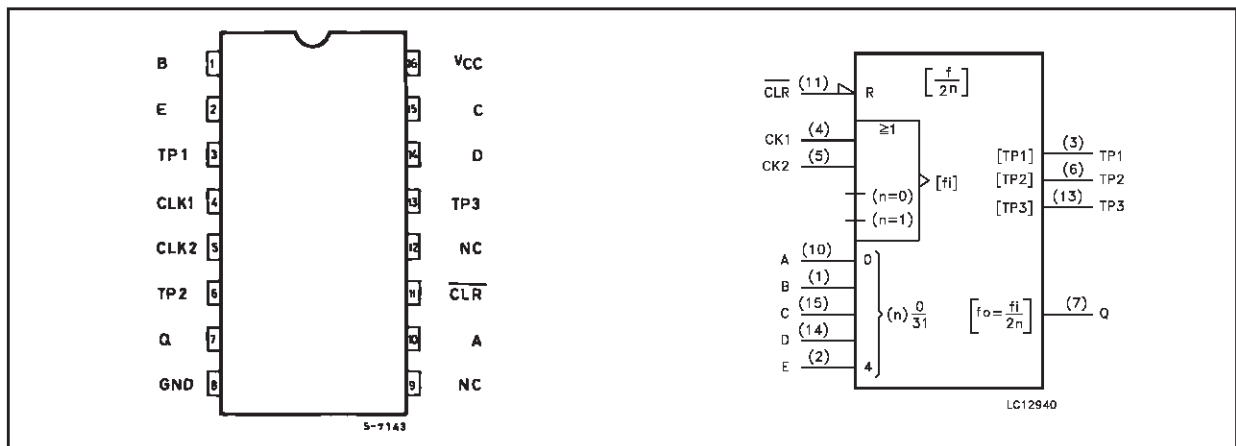 B 1 16 VCC
E 2 15 C
TP1 3 14 D
CLK1 4 13 TP3
CLK2 5 12 NC
TP2 6 11 CLR
Q 7 10 A
GND 8 9 NC
S-7143
[f/2n]
CLR (11) R
CK1 (4) ≧1
CK2 (5)
[fi]
(n=0)
(n=1)
[TP1] (3) TP1
[TP2] (6) TP2
[TP3] (13) TP3
A (10) 0
B (1)
C (15) (n) 0/31
D (14)
E (2) 4
[fo=fi/2n] (7) Q
LC12940